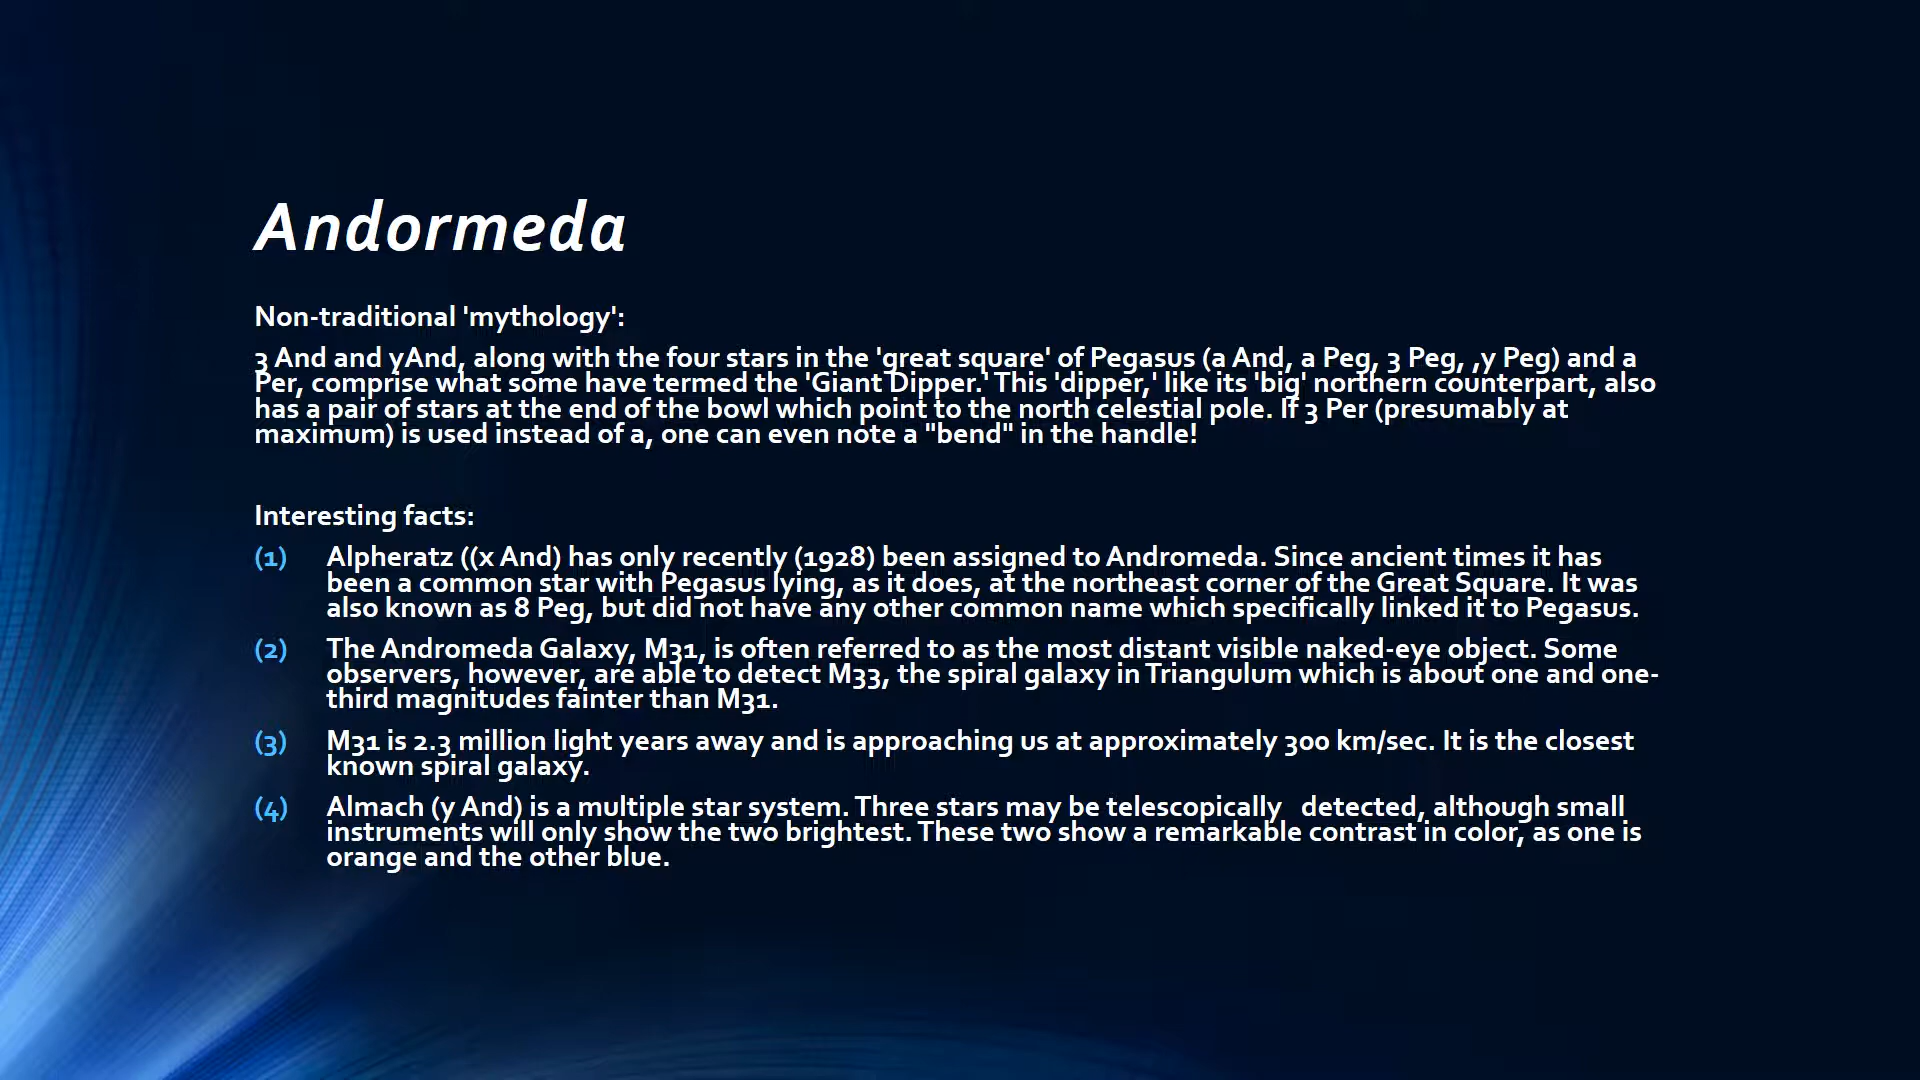 Andormeda
Non-traditional 'mythology':
3 And and yAnd, along with the four stars in the 'great square' of Pegasus (a And, a Peg, 3 Peg, ,y Peg) and a
Per, comprise what some have termed the 'Giant Dipper.' This 'dipper,' like its 'big' northern counterpart, also
has a pair of stars at the end of the bowl which point to the north celestial pole. If 3 Per (presumably at
maximum) is used instead of a, one can even note a "bend" in the handle!
Interesting facts:
(1) Alpheratz ((x And) has only recently (1928) been assigned to Andromeda. Since ancient times it has
been a common star with Pegasus lying, as it does, at the northeast corner of the Great Square. It was
also known as 8 Peg, but did not have any other common name which specifically linked it to Pegasus.
(2) The Andromeda Galaxy, M31, is often referred to as the most distant visible naked-eye object. Some
observers, however, are able to detect M33, the spiral galaxy in Triangulum which is about one and one-
third magnitudes fainter than M31.
(3) M31 is 2.3 million light years away and is approaching us at approximately 300 km/sec. It is the closest
known spiral galaxy.
(4) Almach (y And) is a multiple star system. Three stars may be telescopically detected, although small
instruments will only show the two brightest. These two show a remarkable contrast in color, as one is
orange and the other blue.